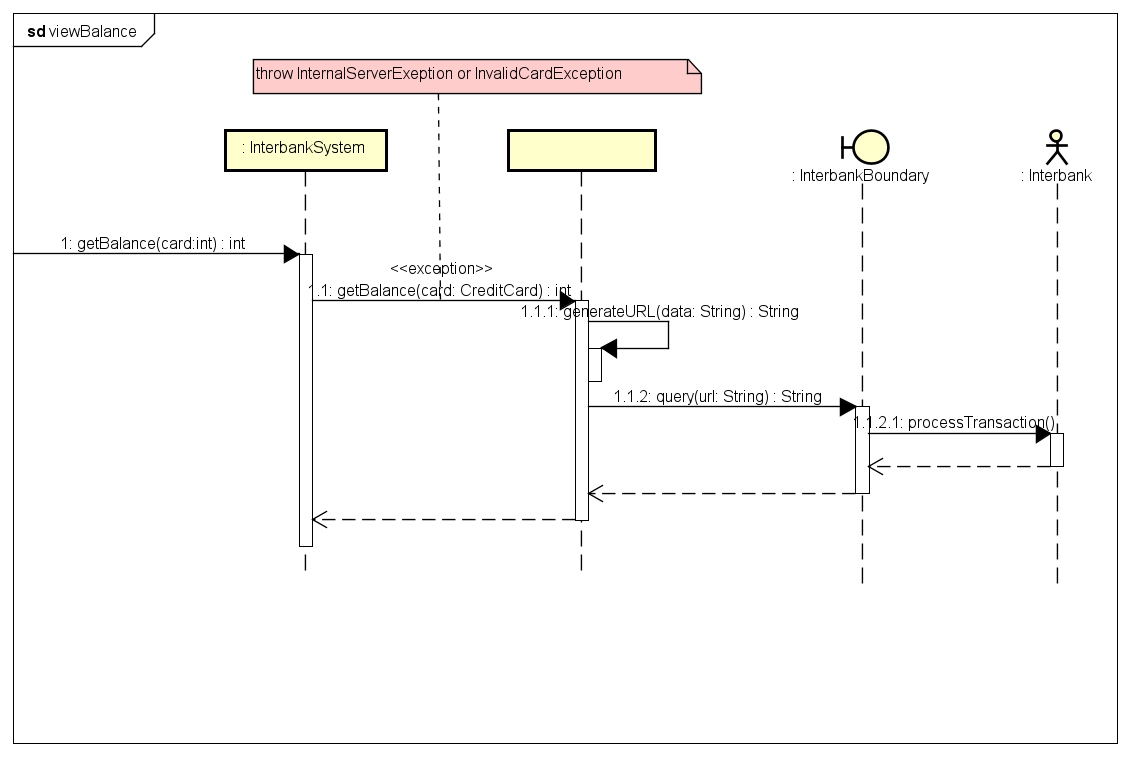 sd viewBalance
throw InternalServerExeption or InvalidCardException
: InterbankSystem
: InterbankBoundary
: Interbank
1: getBalance(card:int) : int
<<exception>>
1.1: getBalance(card: CreditCard) : int
1.1.1: generateURL(data: String) : String
1.1.2: query(url: String) : String
1.1.2.1: processTransaction()